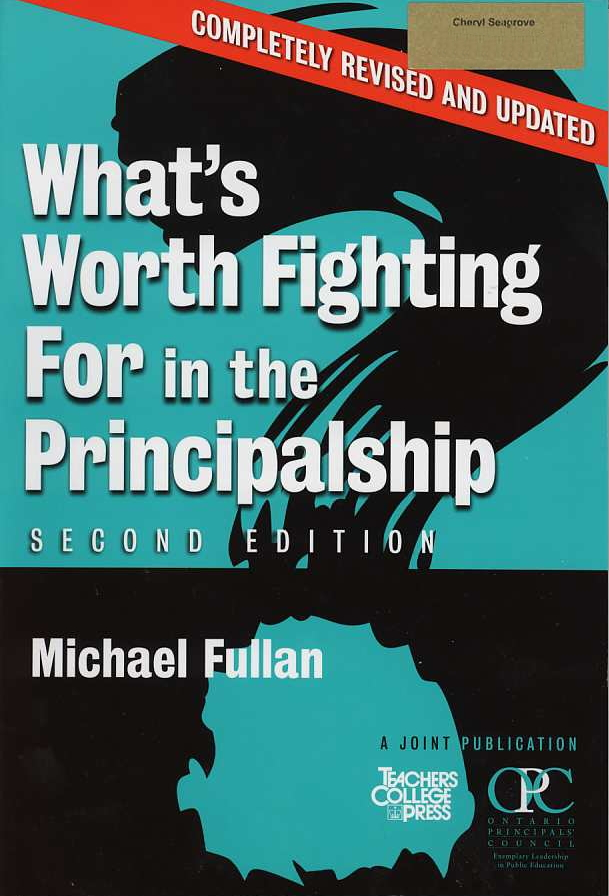 Cheryl Seagrove
COMPLETELY REVISED AND UPDATED
What's
Worth Fighting
For in the
Principalship
SECOND EDITION
Michael Fullan
A JOINT PUBLICATION
TEACHERS
COLLEGE
PRESS
OPC
ONTARIO
PRINCIPALS'
COUNCIL
Exemplary Leadership
in Public Education